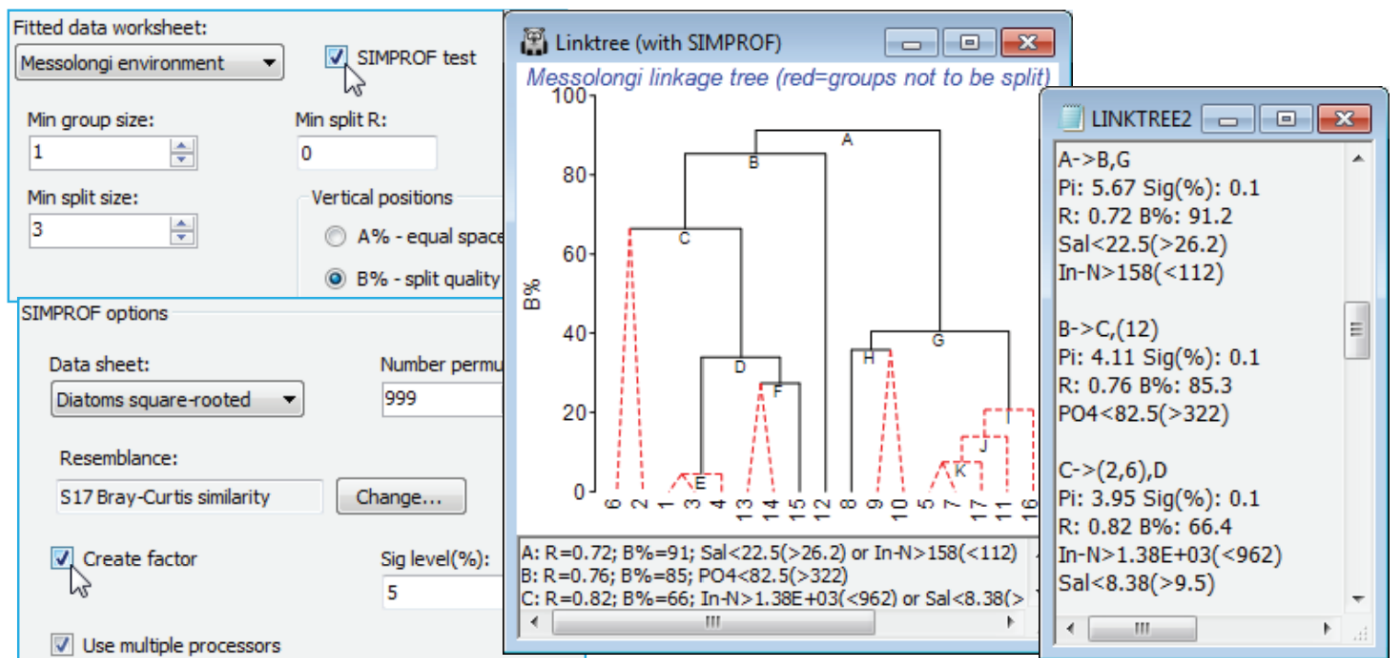 Fitted data worksheet:
Messolongi environment
SIMPROF test
Min group size:
1
Min split R:
0
Min split size:
3
Vertical positions
A% - equal space
B% - split quality
SIMPROF options
Data sheet:
Diatoms square-rooted
Number permu
999
Resemblance:
S17 Bray-Curtis similarity
Change...
Create factor
Sig level(%):
5
Use multiple processors
Linktree (with SIMPROF)
Messolongi linkage tree (red=groups not to be split)
B%
100
80
60
40
20
0
A
B
C
D
E
F
G
H
J
K
6 2 1 3 4 13 14 15 12 8 9 10 5 7 17 11 16
A: R=0.72; B%=91; Sal<22.5(>26.2) or In-N>158(<112)
B: R=0.76; B%=85; PO4<82.5(>322)
C: R=0.82; B%=66; In-N>1.38E+03(<962) or Sal<8.38(>
LINKTREE2
A->B,G
Pi: 5.67 Sig(%): 0.1
R: 0.72 B%: 91.2
Sal<22.5(>26.2)
In-N>158(<112)
B->C,(12)
Pi: 4.11 Sig(%): 0.1
R: 0.76 B%: 85.3
PO4<82.5(>322)
C->(2,6),D
Pi: 3.95 Sig(%): 0.1
R: 0.82 B%: 66.4
In-N>1.38E+03(<962)
Sal<8.38(>9.5)